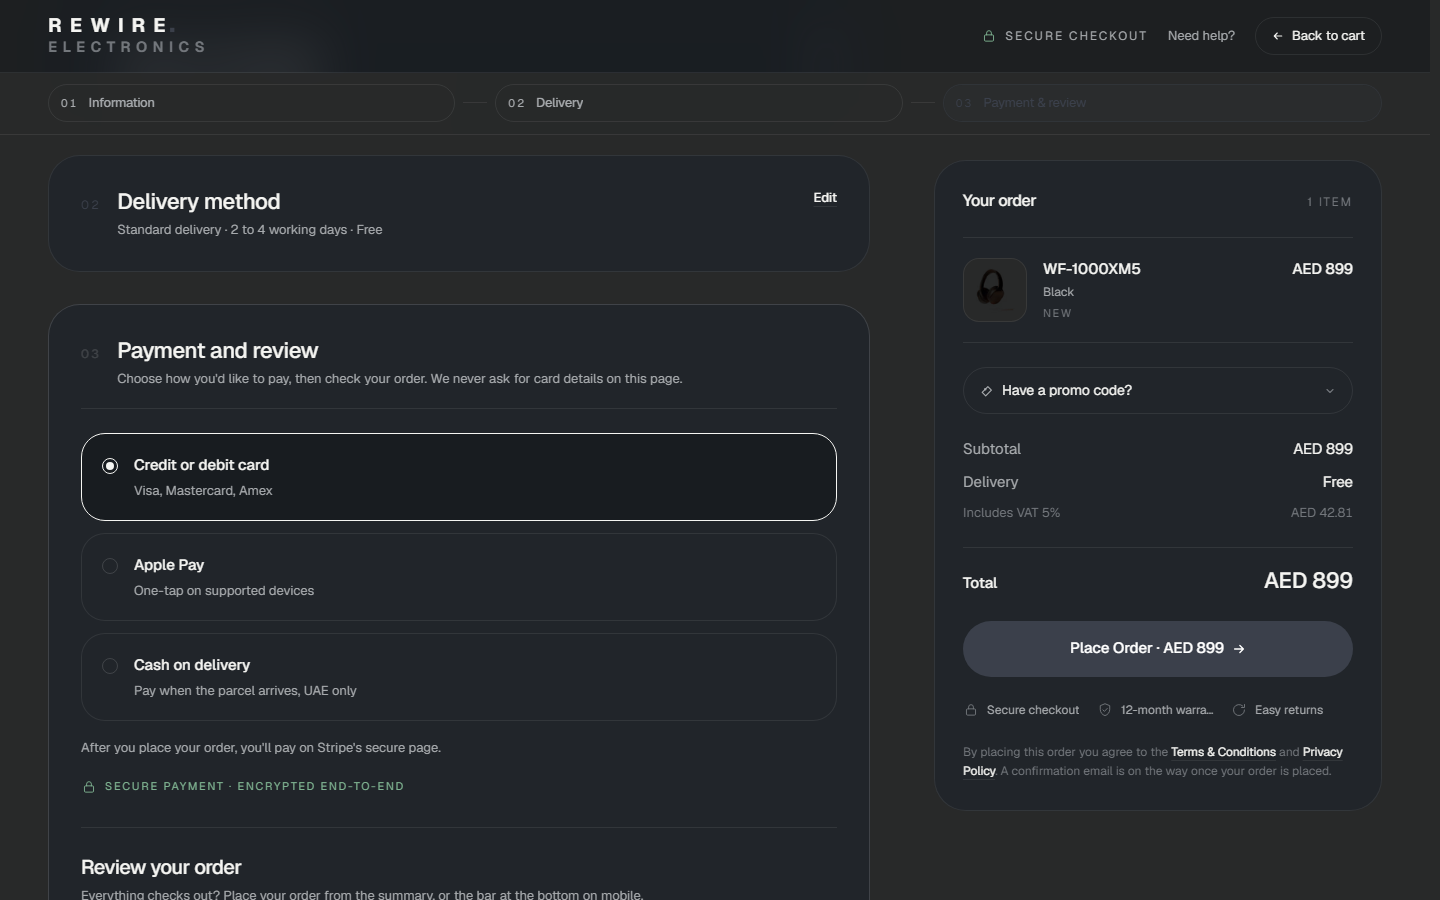 REWIRE.
ELECTRONICS
SECURE CHECKOUT
Need help?
← Back to cart
01 Information
02 Delivery
03 Payment & review
02 Delivery method
Edit
Standard delivery · 2 to 4 working days · Free
03 Payment and review
Choose how you'd like to pay, then check your order. We never ask for card details on this page.
Credit or debit card
Visa, Mastercard, Amex
Apple Pay
One-tap on supported devices
Cash on delivery
Pay when the parcel arrives, UAE only
After you place your order, you'll pay on Stripe's secure page.
SECURE PAYMENT · ENCRYPTED END-TO-END
Review your order
Everything checks out? Place your order from the summary, or the bar at the bottom on mobile.
Your order
1 ITEM
WF-1000XM5
AED 899
Black
NEW
Have a promo code?
Subtotal
AED 899
Delivery
Free
Includes VAT 5%
AED 42.81
Total
AED 899
Place Order · AED 899 →
Secure checkout
12-month warra...
Easy returns
By placing this order you agree to the Terms & Conditions and Privacy
Policy. A confirmation email is on the way once your order is placed.